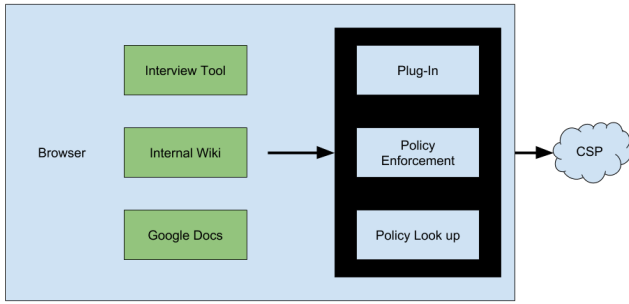 Interview Tool
Plug-In
Browser
Internal Wiki
Policy
Enforcement
CSP
Google Docs
Policy Look up